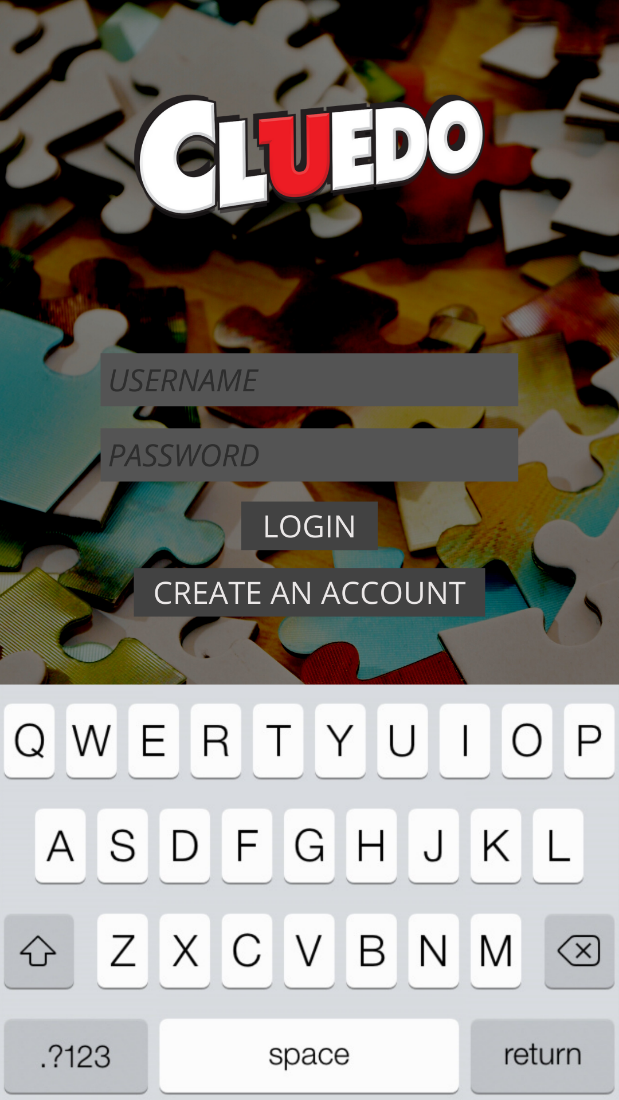 CLUEDO
USERNAME
PASSWORD
LOGIN
CREATE AN ACCOUNT
Q W E R T Y U I O P
A S D F G H J K L
Z X C V B N M
.?123 space return